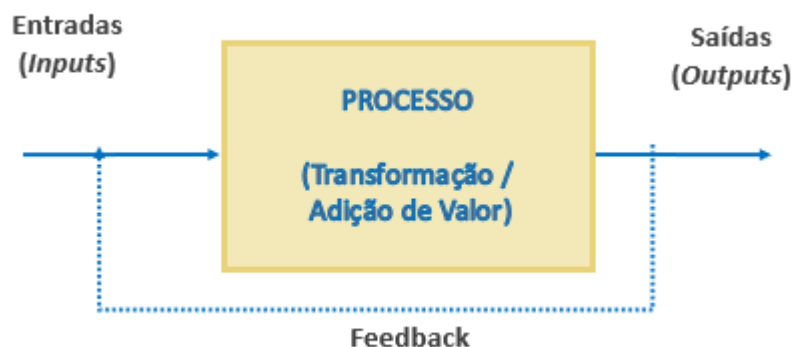 Entradas
(Inputs)
Saídas
(Outputs)
PROCESSO
(Transformação /
Adição de Valor)
Feedback